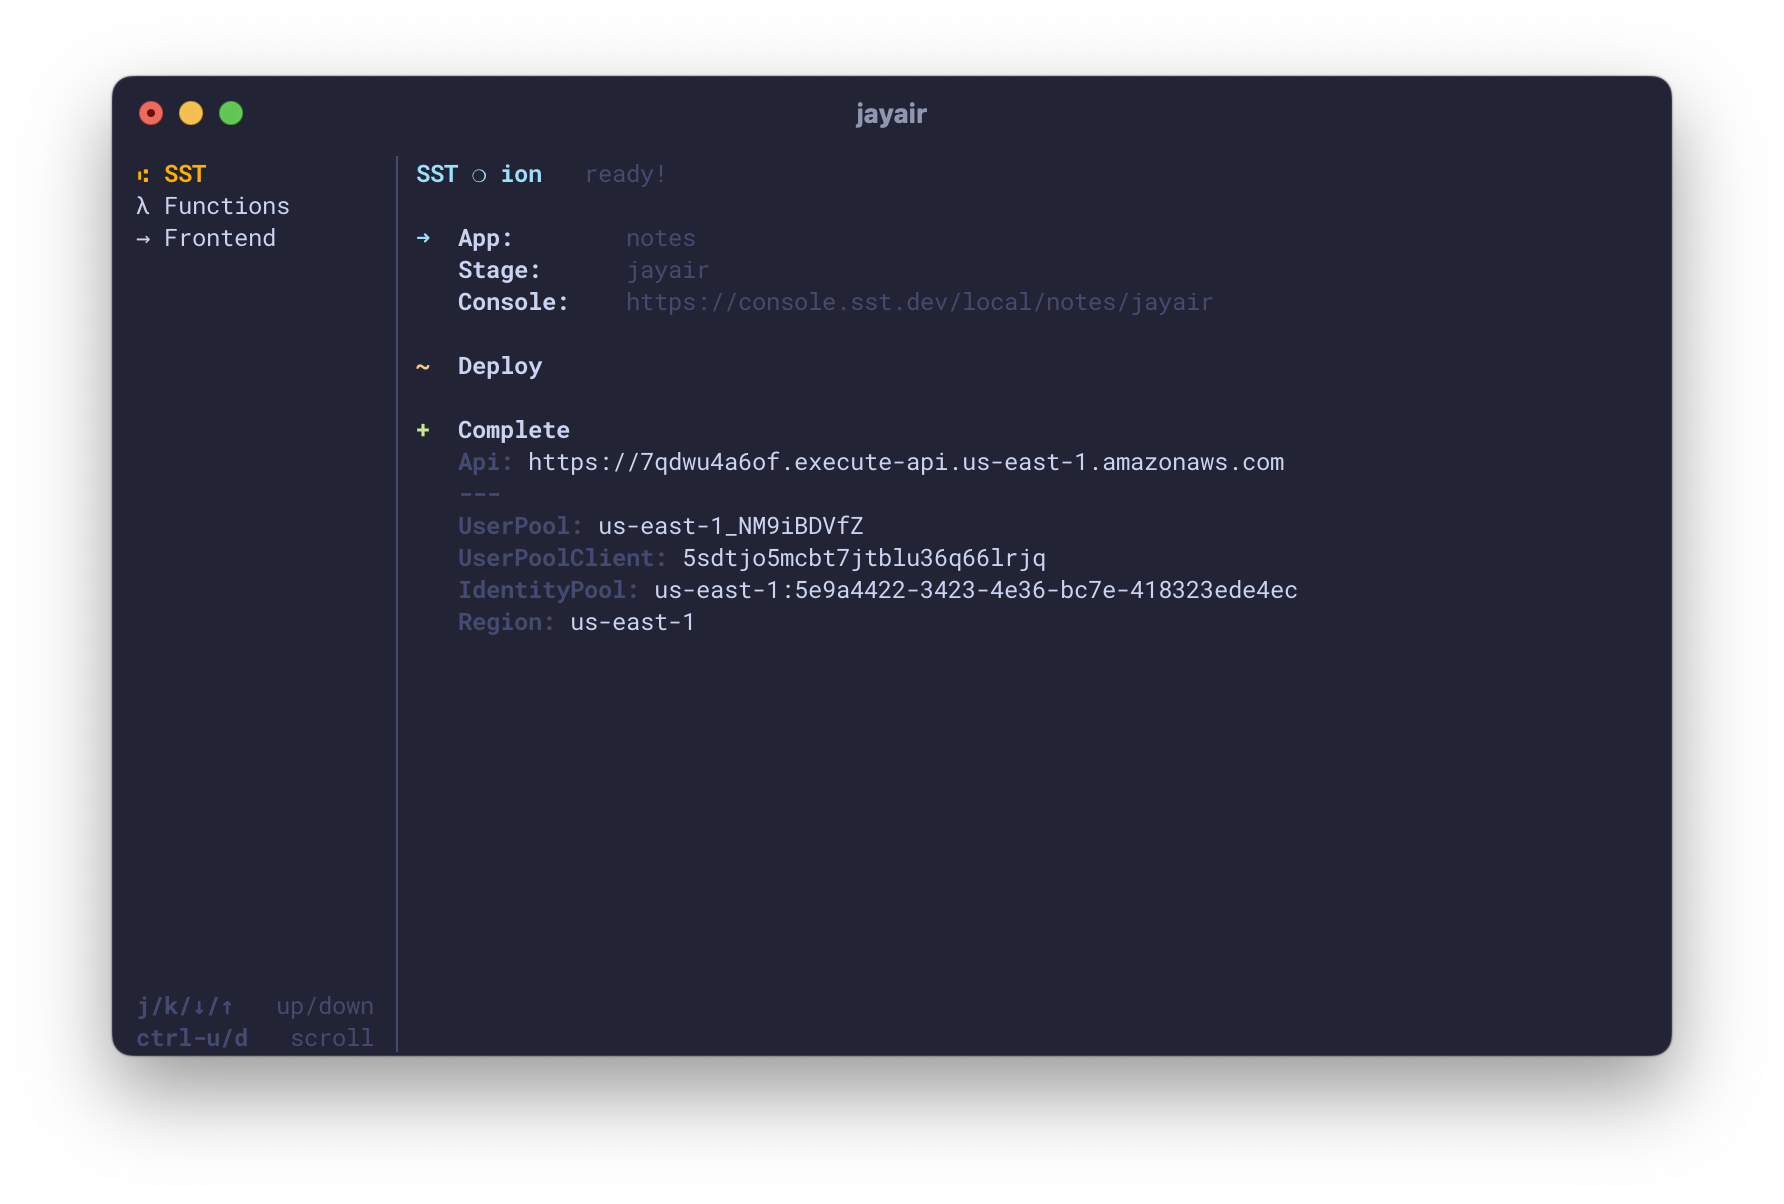 jayair
SST
λ Functions
→ Frontend
j/k/↓/↑ up/down
ctrl-u/d scroll
SST ❍ ion ready!
➜ App: notes
Stage: jayair
Console: https://console.sst.dev/local/notes/jayair
~ Deploy
+ Complete
Api: https://7qdwu4a6of.execute-api.us-east-1.amazonaws.com
---
UserPool: us-east-1_NM9iBDVfZ
UserPoolClient: 5sdtjo5mcbt7jtblu36q66lrjq
IdentityPool: us-east-1:5e9a4422-3423-4e36-bc7e-418323ede4ec
Region: us-east-1